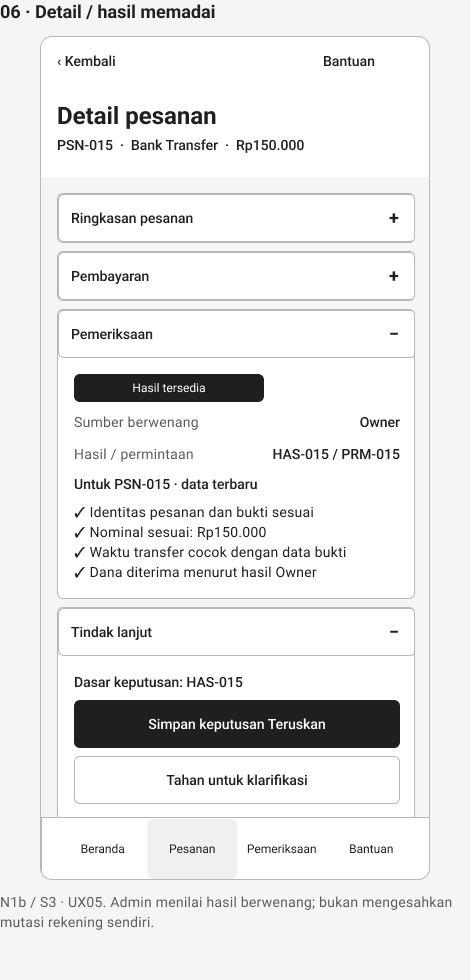 06 · Detail / hasil memadai
‹ Kembali Bantuan
Detail pesanan
PSN-015 · Bank Transfer · Rp150.000
Ringkasan pesanan +
Pembayaran +
Pemeriksaan −
Hasil tersedia
Sumber berwenang Owner
Hasil / permintaan HAS-015 / PRM-015
Untuk PSN-015 · data terbaru
✓ Identitas pesanan dan bukti sesuai
✓ Nominal sesuai: Rp150.000
✓ Waktu transfer cocok dengan data bukti
✓ Dana diterima menurut hasil Owner
Tindak lanjut −
Dasar keputusan: HAS-015
Simpan keputusan Teruskan
Tahan untuk klarifikasi
Beranda Pesanan Pemeriksaan Bantuan
N1b / S3 · UX05. Admin menilai hasil berwenang; bukan mengesahkan
mutasi rekening sendiri.